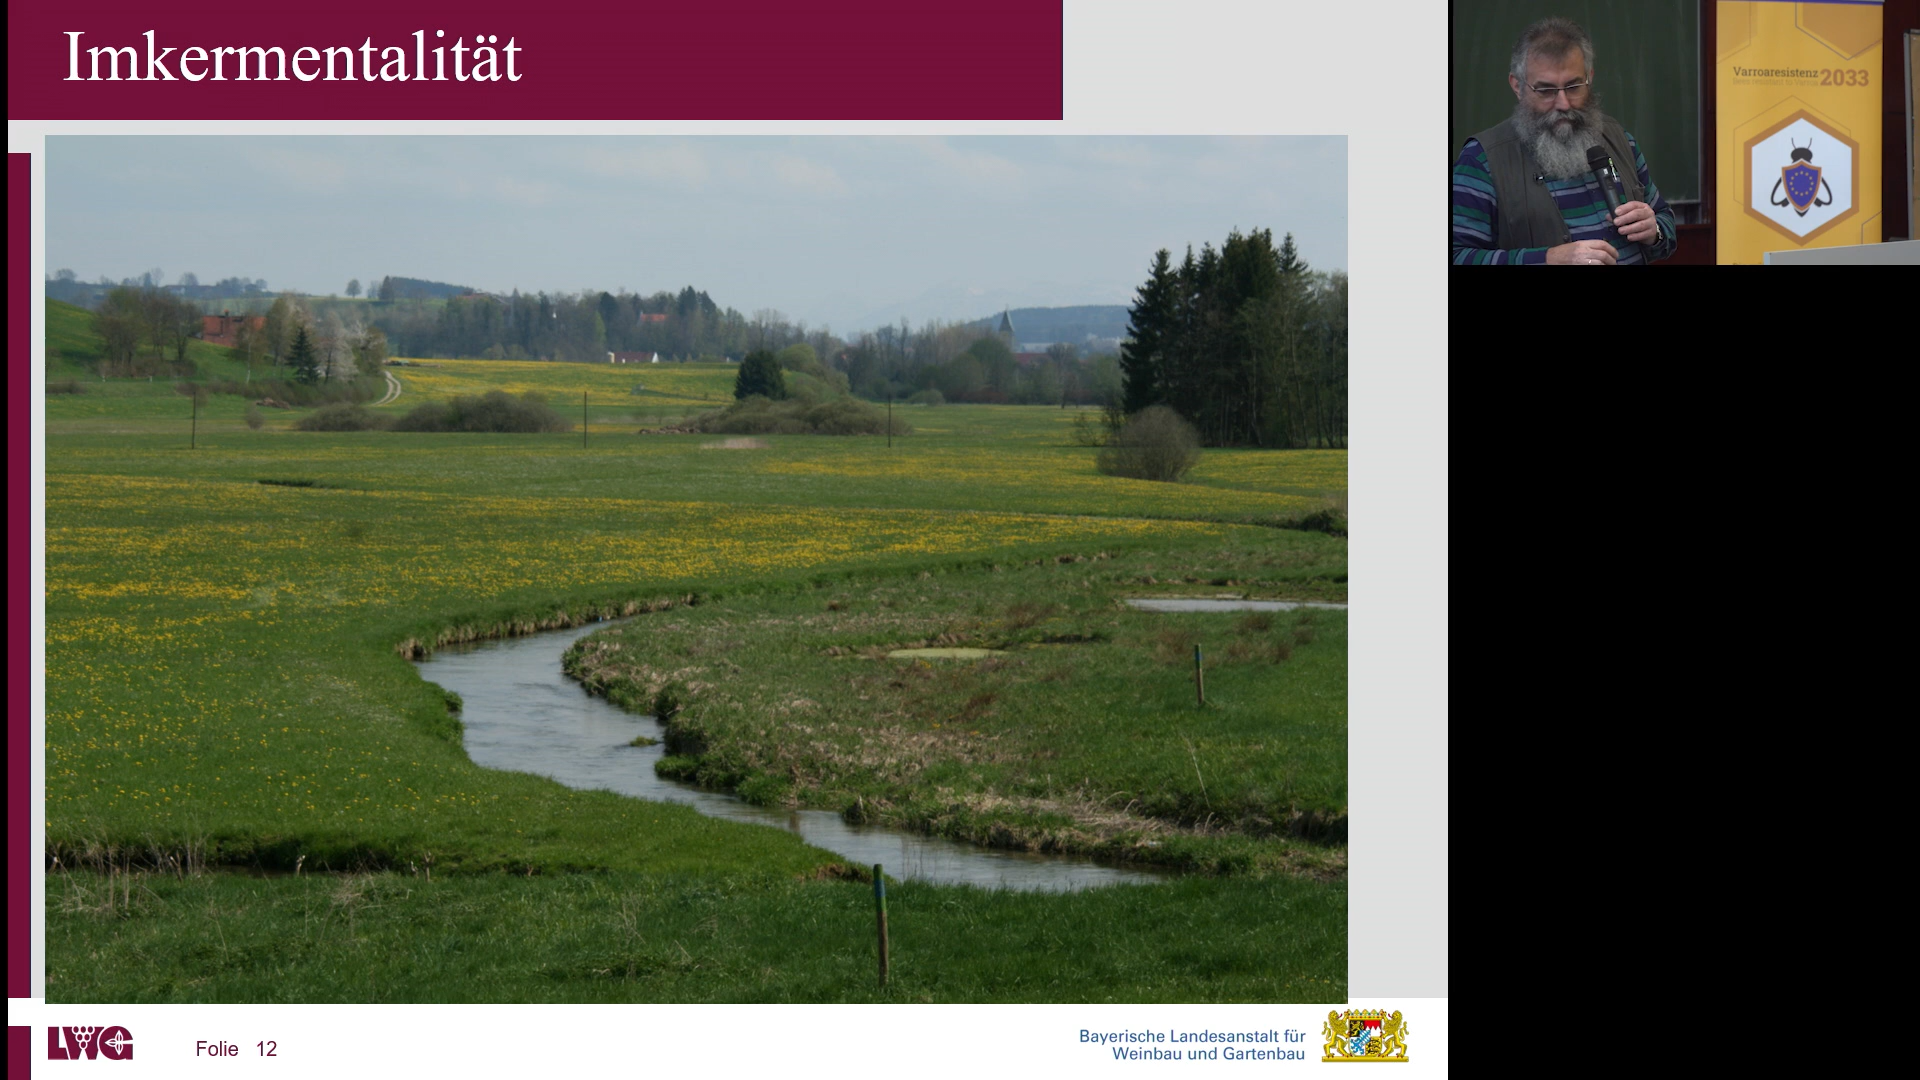 Imkermentalität
Varroaresistenz 2033
LWG
Folie 12
Bayerische Landesanstalt für
Weinbau und Gartenbau